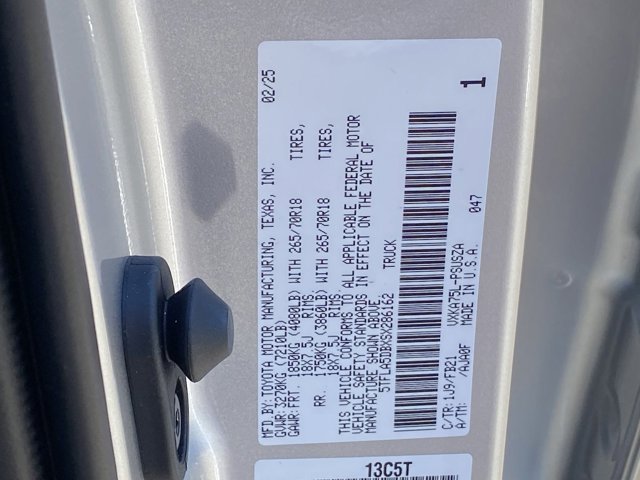 MFD.BY:TOYOTA MOTOR MANUFACTURING, TEXAS, INC. 02/25
GVWR:3270KG (7210LB)
GAWR:FRT. 1850KG (4080LB) WITH 265/70R18 TIRES,
18X7.5J RIMS
RR. 1750KG (3860LB) WITH 265/70R18 TIRES,
18X7.5J RIMS
THIS VEHICLE CONFORMS TO ALL APPLICABLE FEDERAL MOTOR
VEHICLE SAFETY STANDARDS IN EFFECT ON THE DATE OF
MANUFACTURE SHOWN ABOVE.
5TFLA5DBXSX286162 TRUCK
C/TR:1J9/FB21 VXKA75L-PSUSZA
A/TM: /AJA0F MADE IN U.S.A. 047 1
13C5T